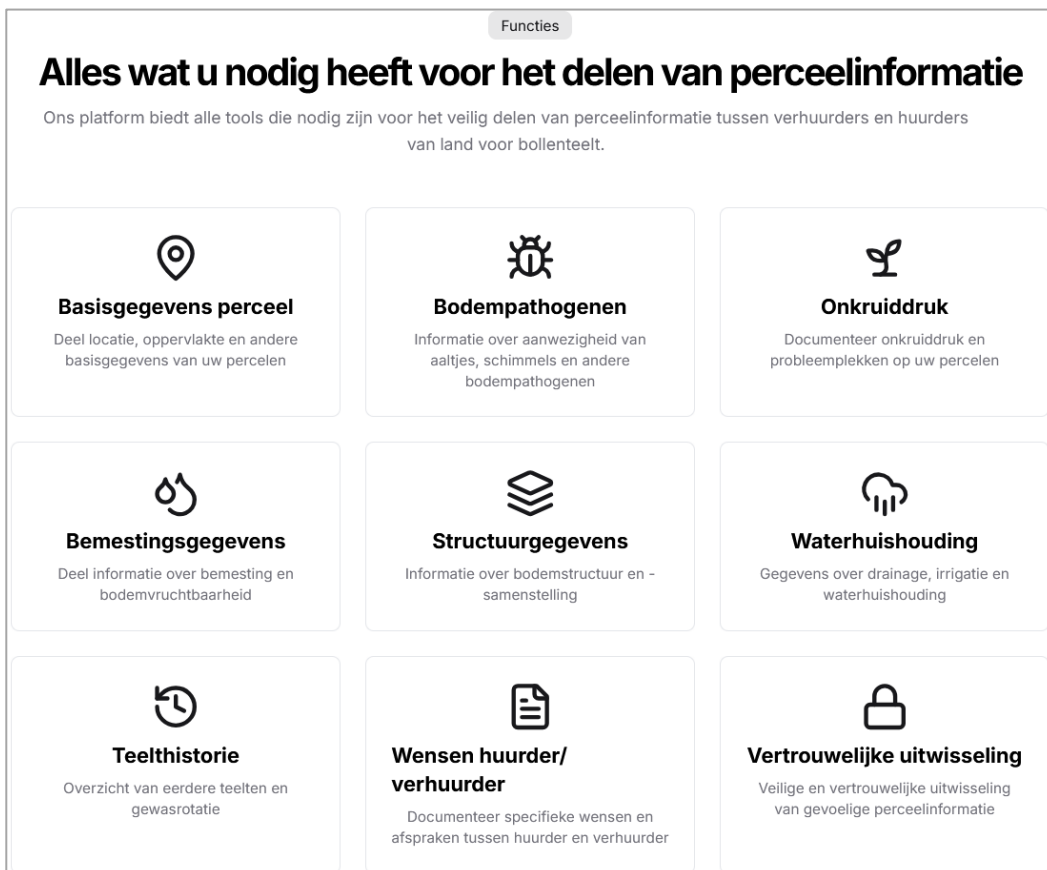 Functies
Alles wat u nodig heeft voor het delen van perceelinformatie
Ons platform biedt alle tools die nodig zijn voor het veilig delen van perceelinformatie tussen verhuurders en huurders
van land voor bollenteelt.
Basisgegevens perceel
Deel locatie, oppervlakte en andere
basisgegevens van uw percelen
Bodempathogenen
Informatie over aanwezigheid van
aaltjes, schimmels en andere
bodempathogenen
Onkruiddruk
Documenteer onkruiddruk en
probleemplekken op uw percelen
Bemestingsgegevens
Deel informatie over bemesting en
bodemvruchtbaarheid
Structuurgegevens
Informatie over bodemstructuur en -
samenstelling
Waterhuishouding
Gegevens over drainage, irrigatie en
waterhuishouding
Teelthistorie
Overzicht van eerdere teelten en
gewasrotatie
Wensen huurder/
verhuurder
Documenteer specifieke wensen en
afspraken tussen huurder en verhuurder
Vertrouwelijke uitwisseling
Veilige en vertrouwelijke uitwisseling
van gevoelige perceelinformatie